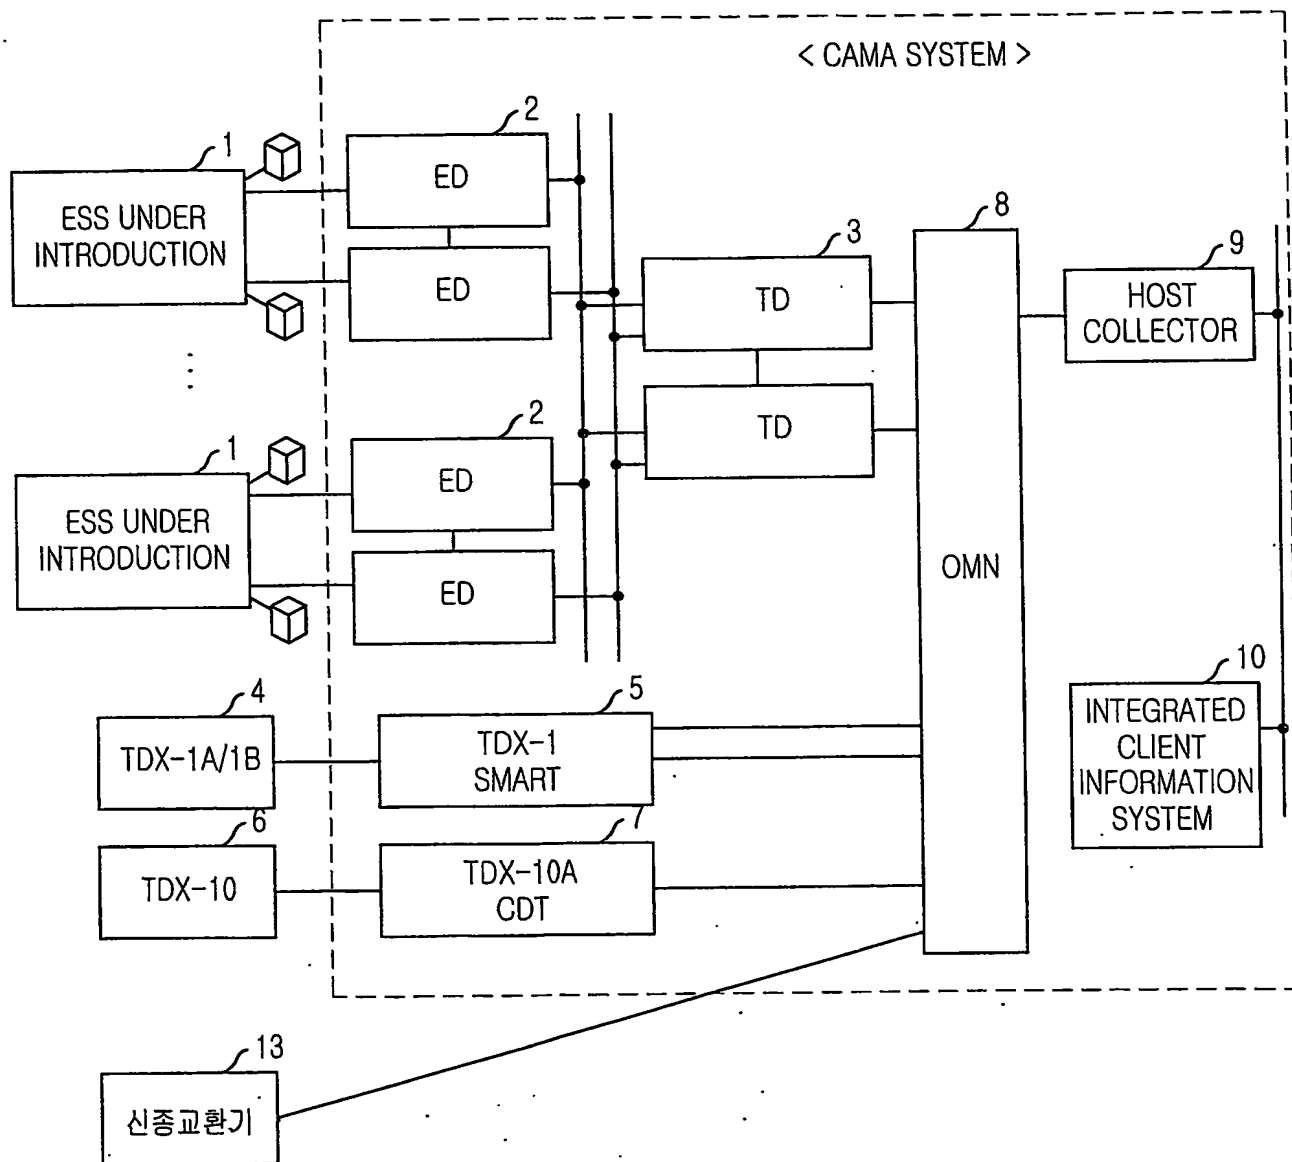 < CAMA SYSTEM >
1
ESS UNDER
INTRODUCTION
2
ED
ED
3
TD
TD
8
OMN
9
HOST
COLLECTOR
1
ESS UNDER
INTRODUCTION
2
ED
ED
4
TDX-1A/1B
5
TDX-1
SMART
6
TDX-10
7
TDX-10A
CDT
10
INTEGRATED
CLIENT
INFORMATION
SYSTEM
13
신종교환기